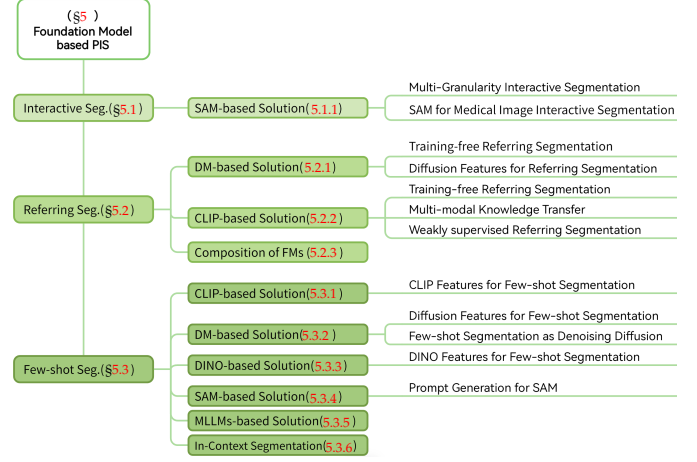 (§5 )
Foundation Model
based PIS
Interactive Seg.(§5.1)
SAM-based Solution(5.1.1)
Multi-Granularity Interactive Segmentation
SAM for Medical Image Interactive Segmentation
Referring Seg.(§5.2)
DM-based Solution(5.2.1)
Training-free Referring Segmentation
Diffusion Features for Referring Segmentation
CLIP-based Solution(5.2.2)
Training-free Referring Segmentation
Multi-modal Knowledge Transfer
Weakly supervised Referring Segmentation
Composition of FMs (5.2.3)
Few-shot Seg.(§5.3)
CLIP-based Solution(5.3.1)
CLIP Features for Few-shot Segmentation
DM-based Solution(5.3.2)
Diffusion Features for Few-shot Segmentation
Few-shot Segmentation as Denoising Diffusion
DINO-based Solution(5.3.3)
DINO Features for Few-shot Segmentation
SAM-based Solution(5.3.4)
Prompt Generation for SAM
MLLMs-based Solution(5.3.5)
In-Context Segmentation(5.3.6)